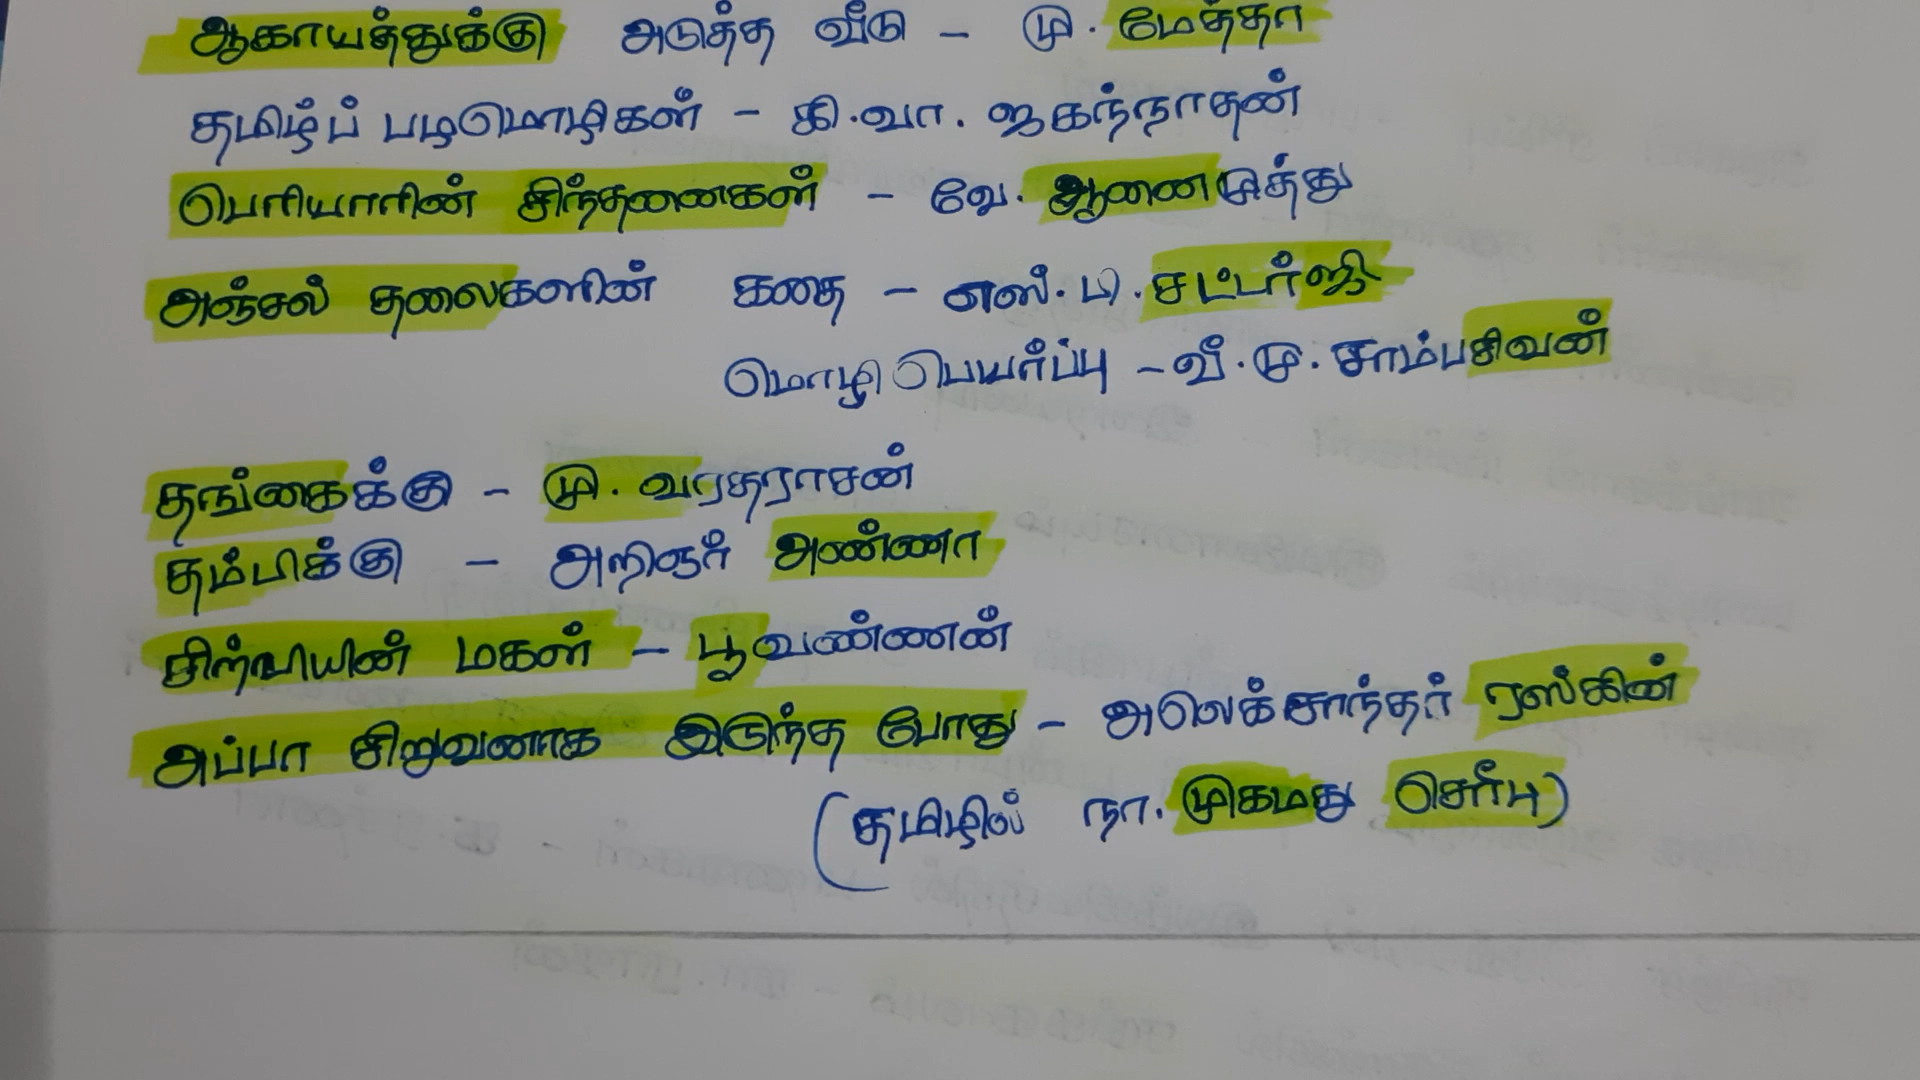 ஆகாயத்துக்கு அடுத்த வீடு - மு. மேத்தா
தமிழ்ப் பழமொழிகள் - கி.வா. ஜகந்நாதன்
பெரியாரின் சிந்தனைகள் - வே. ஆனைமுத்து
அஞ்சல் தலைகளின் கதை - எஸ்.பி. சட்டர்ஜி
மொழிபெயர்ப்பு - வீ.மு. சாம்பசிவன்
தங்கைக்கு - மு. வரதராசன்
தம்பிக்கு - அறிஞர் அண்ணா
சிற்பியின் மகள் - பூவண்ணன்
அப்பா சிறுவனாக இருந்த போது - அலெக்சாந்தர் ரஸ்கின்
(தமிழில் நா. முகமது செரீபு)